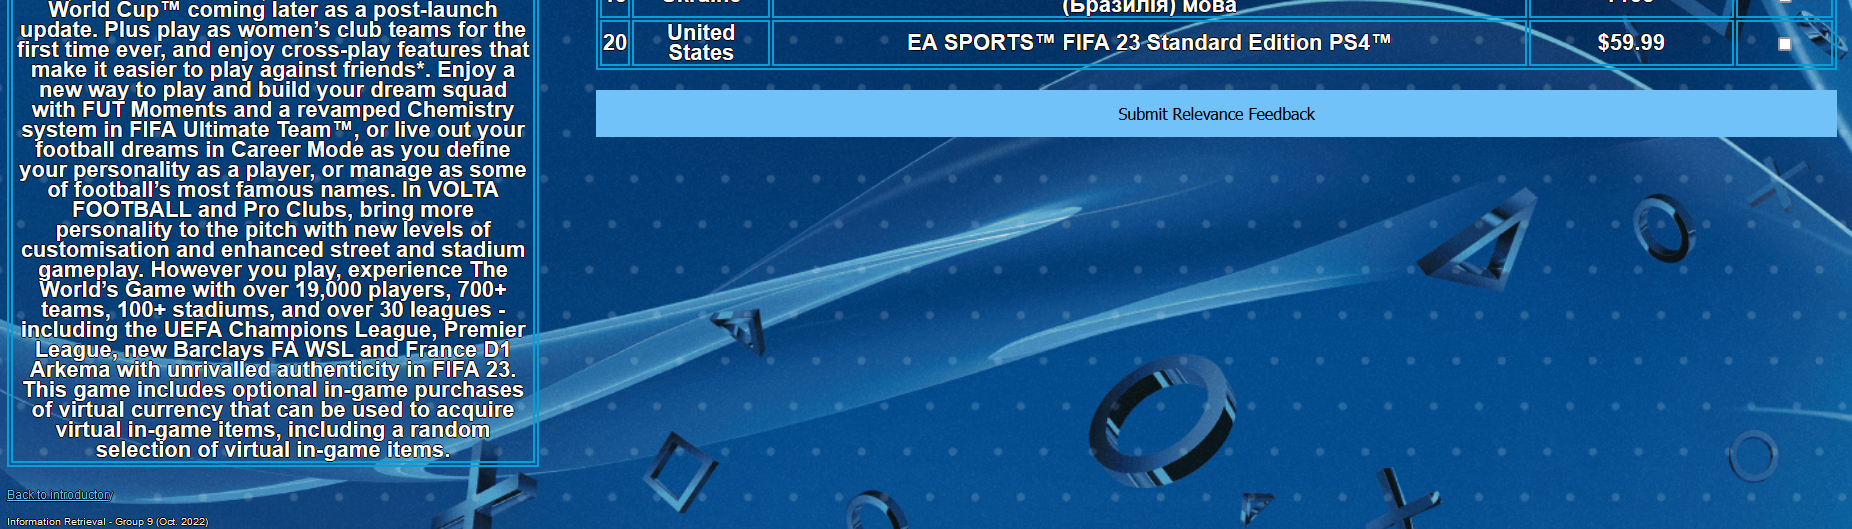 World Cup™ coming later as a post-launch
update. Plus play as women’s club teams for the
first time ever, and enjoy cross-play features that
make it easier to play against friends*. Enjoy a
new way to play and build your dream squad
with FUT Moments and a revamped Chemistry
system in FIFA Ultimate Team™, or live out your
football dreams in Career Mode as you define
your personality as a player, or manage as some
of football’s most famous names. In VOLTA
FOOTBALL and Pro Clubs, bring more
personality to the pitch with new levels of
customisation and enhanced street and stadium
gameplay. However you play, experience The
World’s Game with over 19,000 players, 700+
teams, 100+ stadiums, and over 30 leagues -
including the UEFA Champions League, Premier
League, new Barclays FA WSL and France D1
Arkema with unrivalled authenticity in FIFA 23.
This game includes optional in-game purchases
of virtual currency that can be used to acquire
virtual in-game items, including a random
selection of virtual in-game items.
(Бразилія) мова
20 United States EA SPORTS™ FIFA 23 Standard Edition PS4™ $59.99
Submit Relevance Feedback
Back to introductory
Information Retrieval - Group 9 (Oct. 2022)